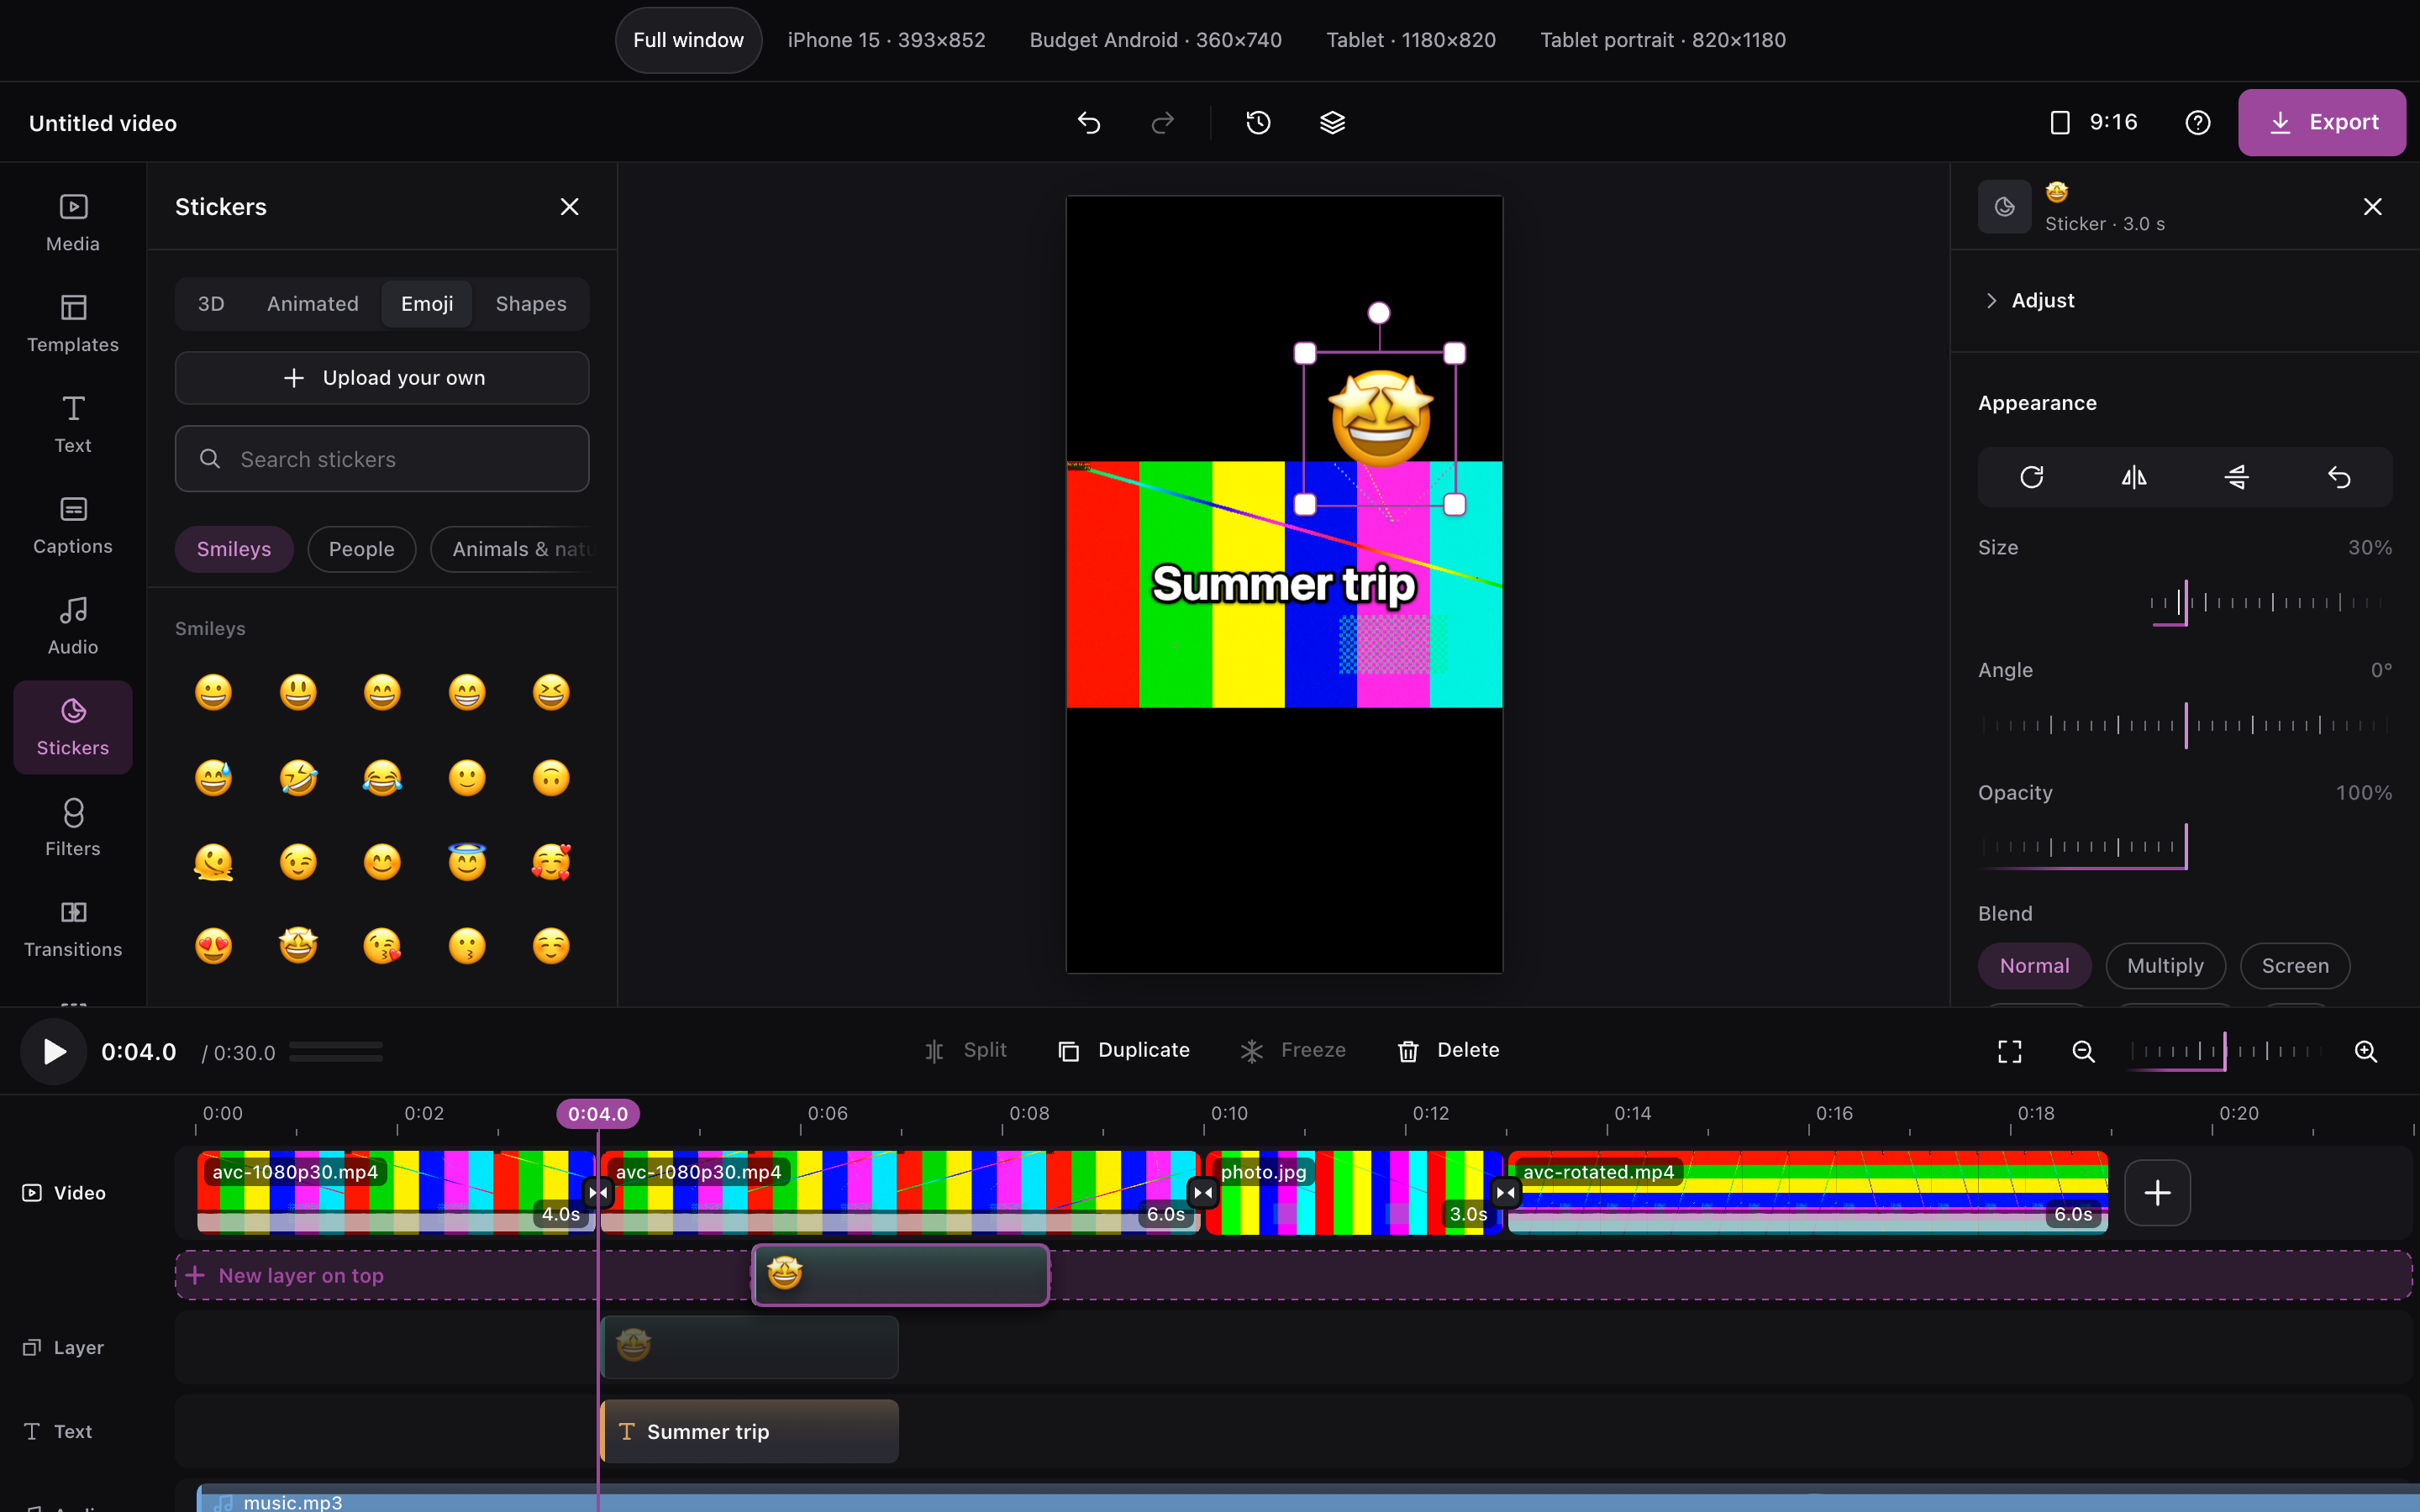 Full window
iPhone 15 · 393×852
Budget Android · 360×740
Tablet · 1180×820
Tablet portrait · 820×1180
Untitled video
9:16
Export
Media
Templates
Text
Captions
Audio
Stickers
Filters
Transitions
Stickers
3D
Animated
Emoji
Shapes
Upload your own
Search stickers
Smileys
People
Animals &
Smileys
Summer trip
Sticker · 3.0 s
Adjust
Appearance
Size
30%
Angle
0°
Opacity
100%
Blend
Normal
Multiply
Screen
0:04.0 / 0:30.0
Split
Duplicate
Freeze
Delete
0:00
0:02
0:04.0
0:06
0:08
0:10
0:12
0:14
0:16
0:18
0:20
Video
avc-1080p30.mp4
4.0s
avc-1080p30.mp4
6.0s
photo.jpg
3.0s
avc-rotated.mp4
6.0s
New layer on top
Layer
Text
Summer trip
music.mp3